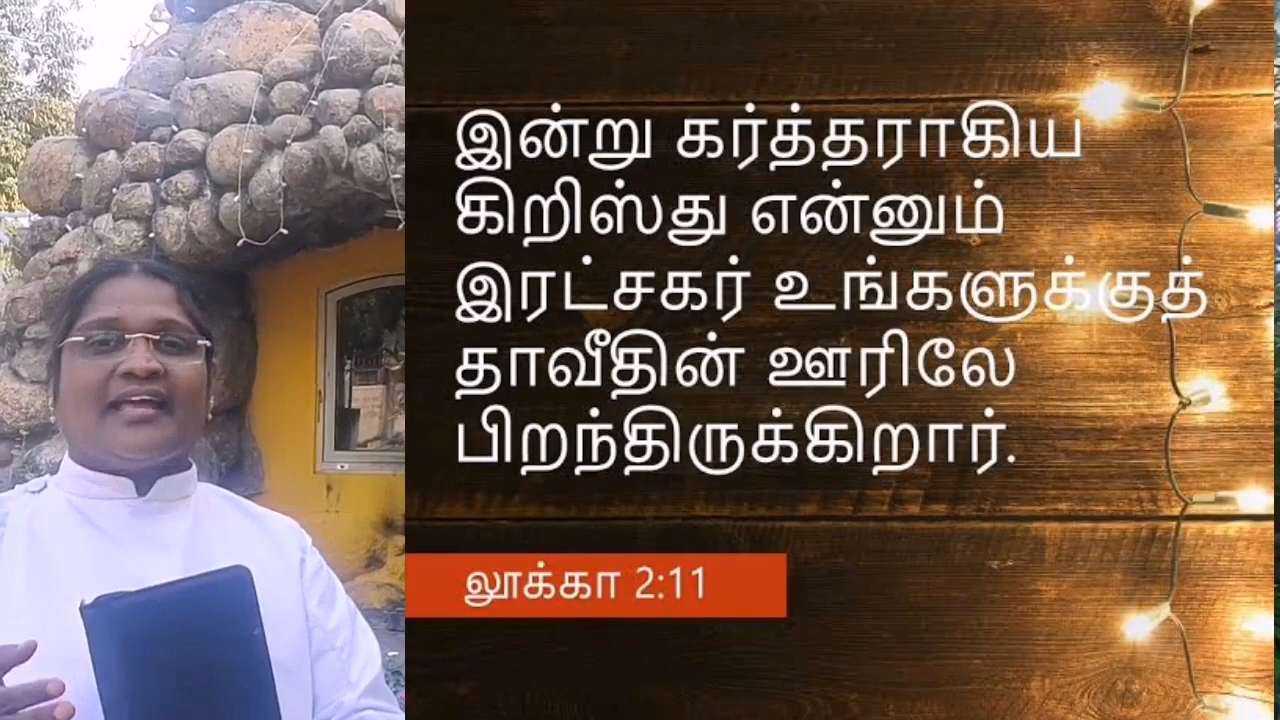 இன்று கர்த்தராகிய
கிறிஸ்து என்னும்
இரட்சகர் உங்களுக்குத்
தாவீதின் ஊரிலே
பிறந்திருக்கிறார்.
லூக்கா 2:11